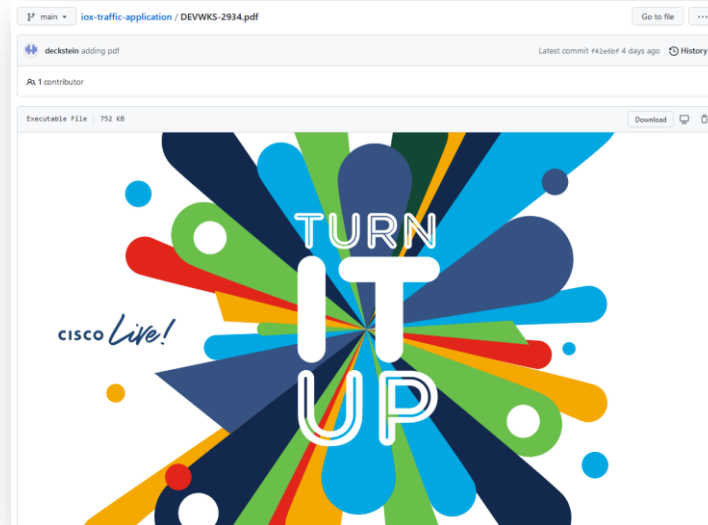 main iox-traffic-application / DEVWKS-2934.pdf Go to file ...
deckstein adding pdf Latest commit f42e6bf 4 days ago History
1 contributor
Executable File | 752 KB Download
TURN
IT
CISCO Live!
UP